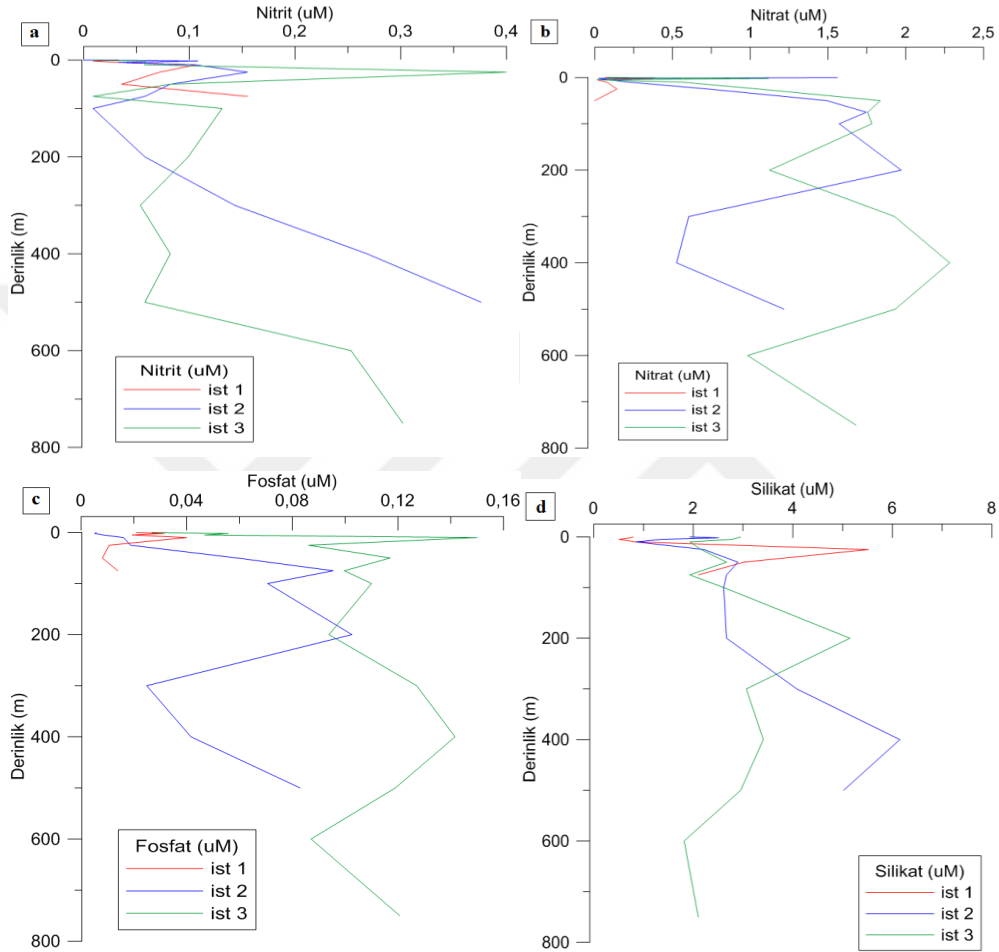 a
Nitrit (uM)
0 0,1 0,2 0,3 0,4
0
200
400
600
800
Derinlik (m)
Nitrit (uM)
ist 1
ist 2
ist 3
b
Nitrat (uM)
0 0,5 1 1,5 2 2,5
0
200
400
600
800
Derinlik (m)
Nitrat (uM)
ist 1
ist 2
ist 3
c
Fosfat (uM)
0 0,04 0,08 0,12 0,16
0
200
400
600
800
Derinlik (m)
Fosfat (uM)
ist 1
ist 2
ist 3
d
Silikat (uM)
0 2 4 6 8
0
200
400
600
800
Derinlik (m)
Silikat (uM)
ist 1
ist 2
ist 3